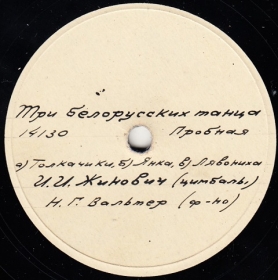 Три белорусских танца
14130 Пробная
а) Толкачики, б) Янка, в) Лявониха
И. И. Жинович (цимбалы)
Н. Г. Вальтер (ф-но)